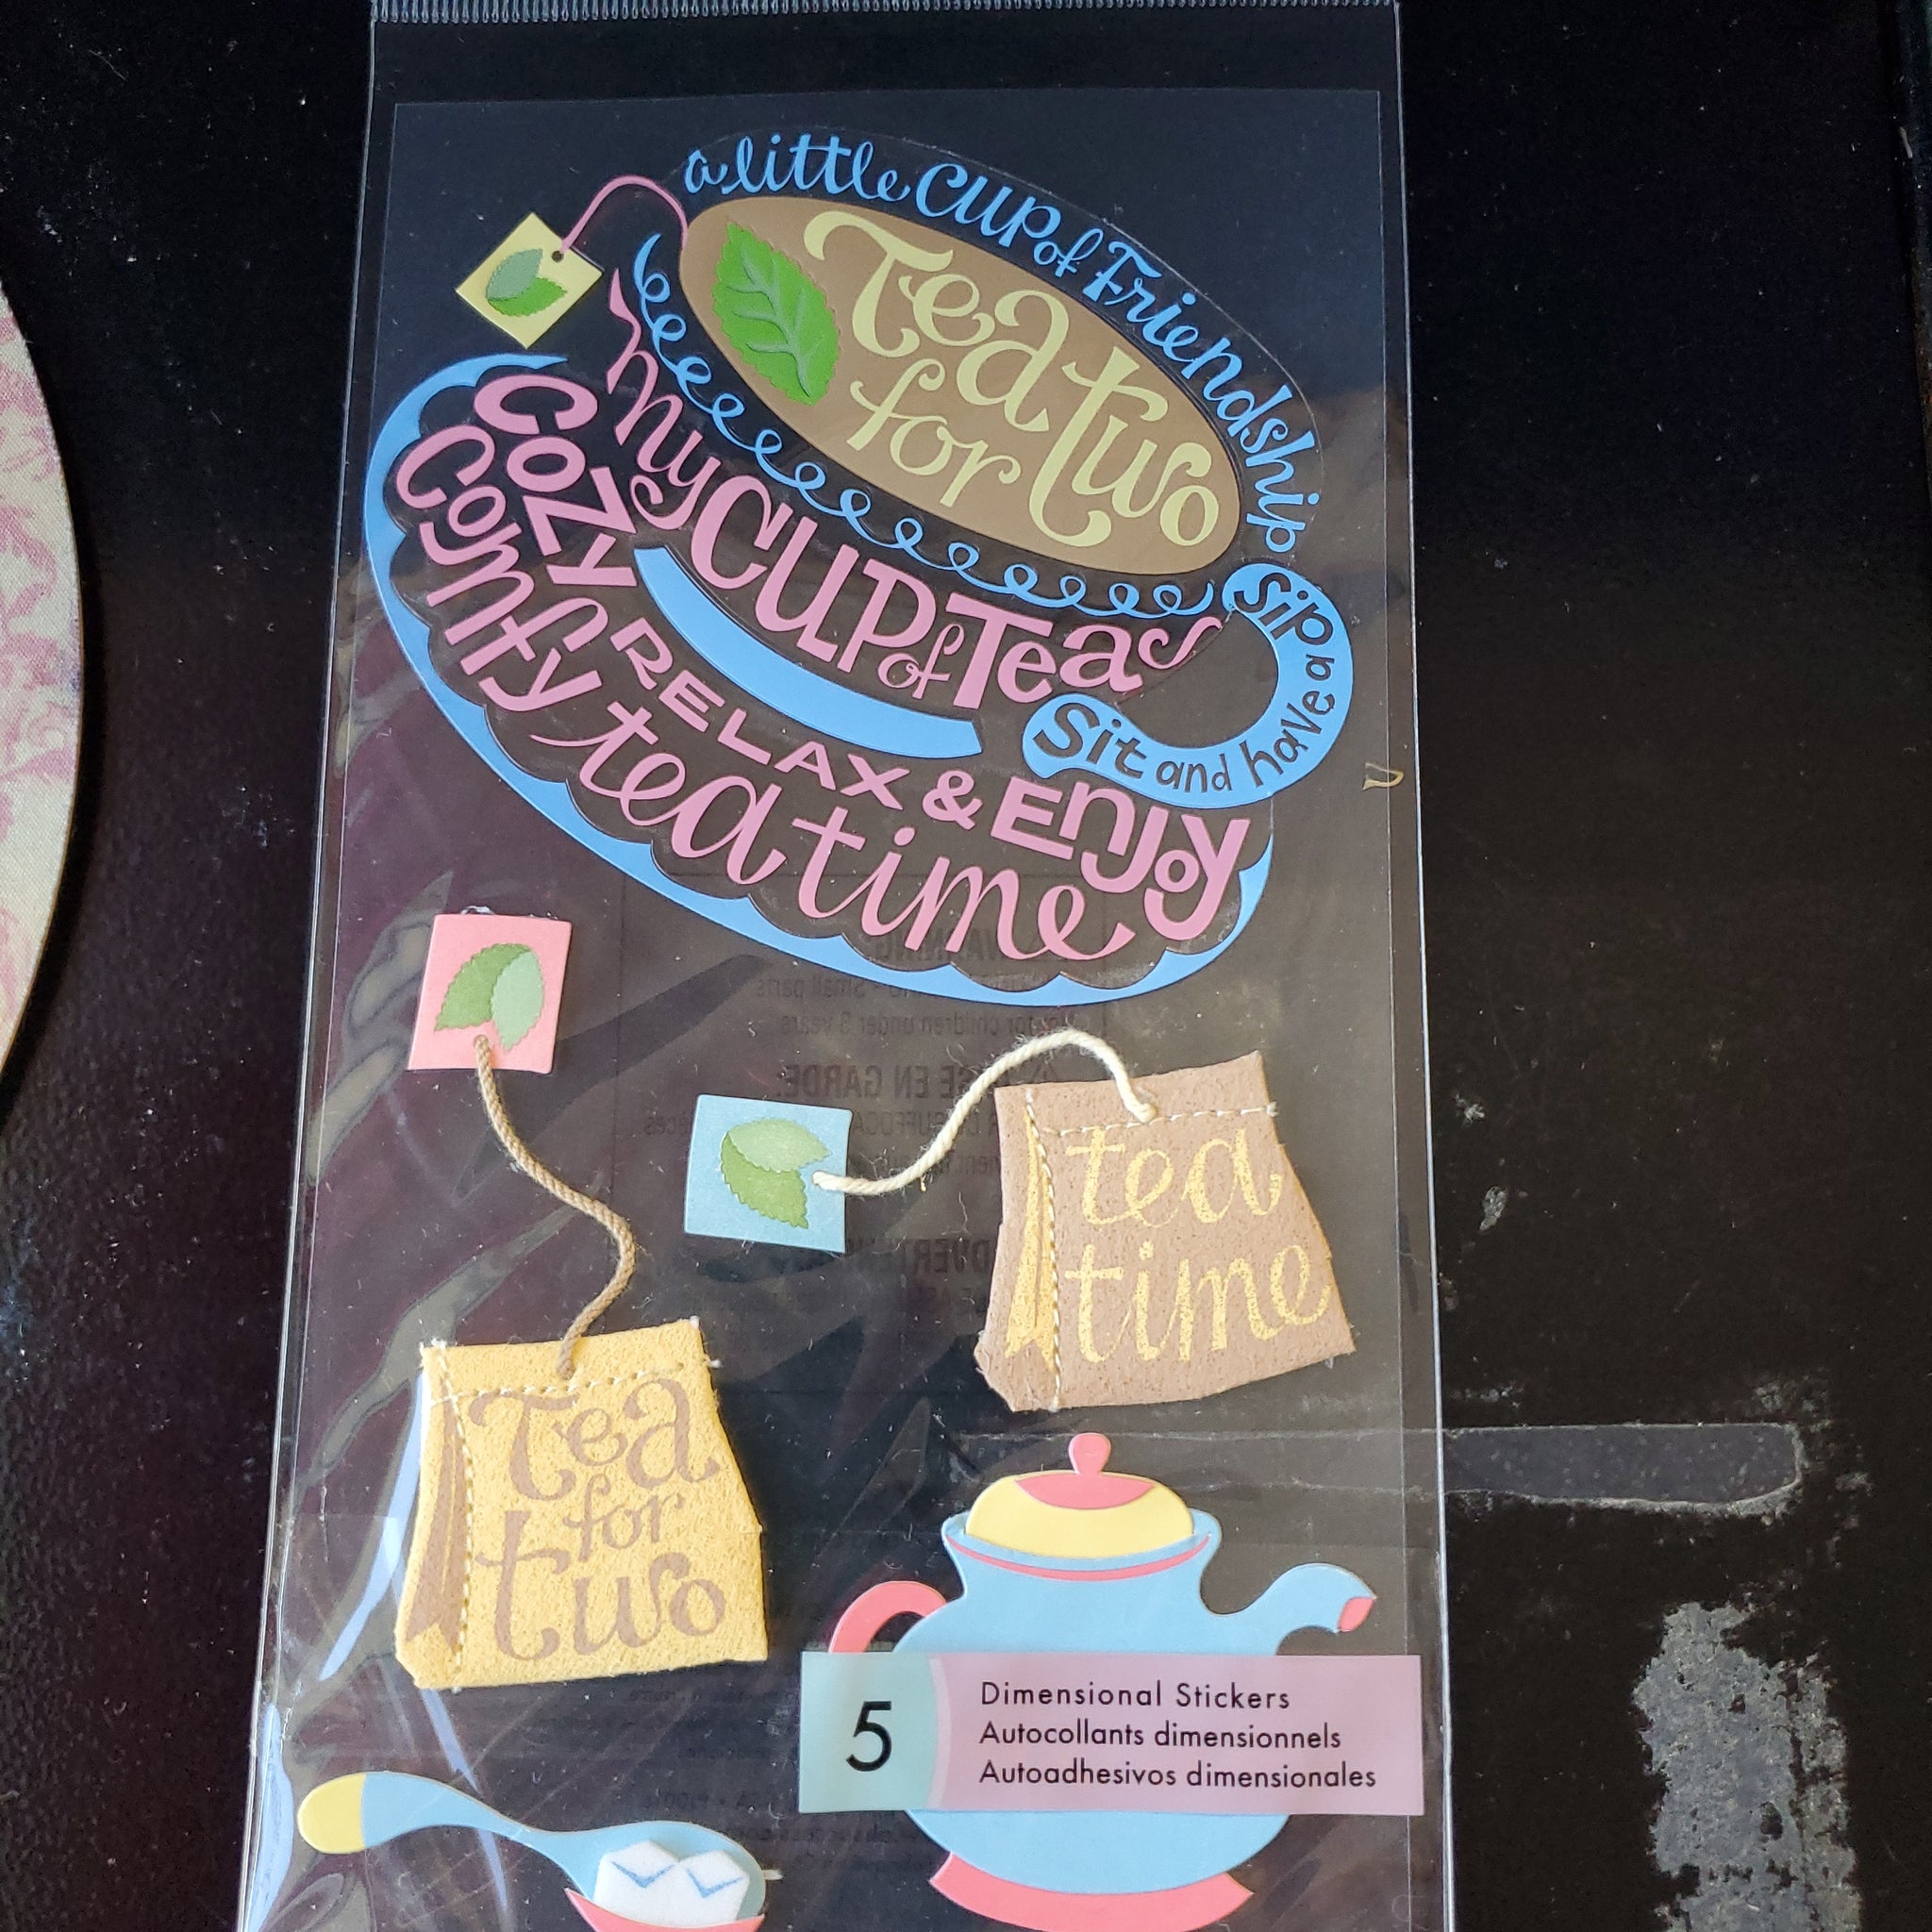 a little CUP of Friendship
Tea for two
my CUP of Tea
Sit and have a Sip
COZY RELAX & ENJOY
Comfy tea time
tea
time
Tea
for
two
5
Dimensional Stickers
Autocollants dimensionnels
Autoadhesivos dimensionales